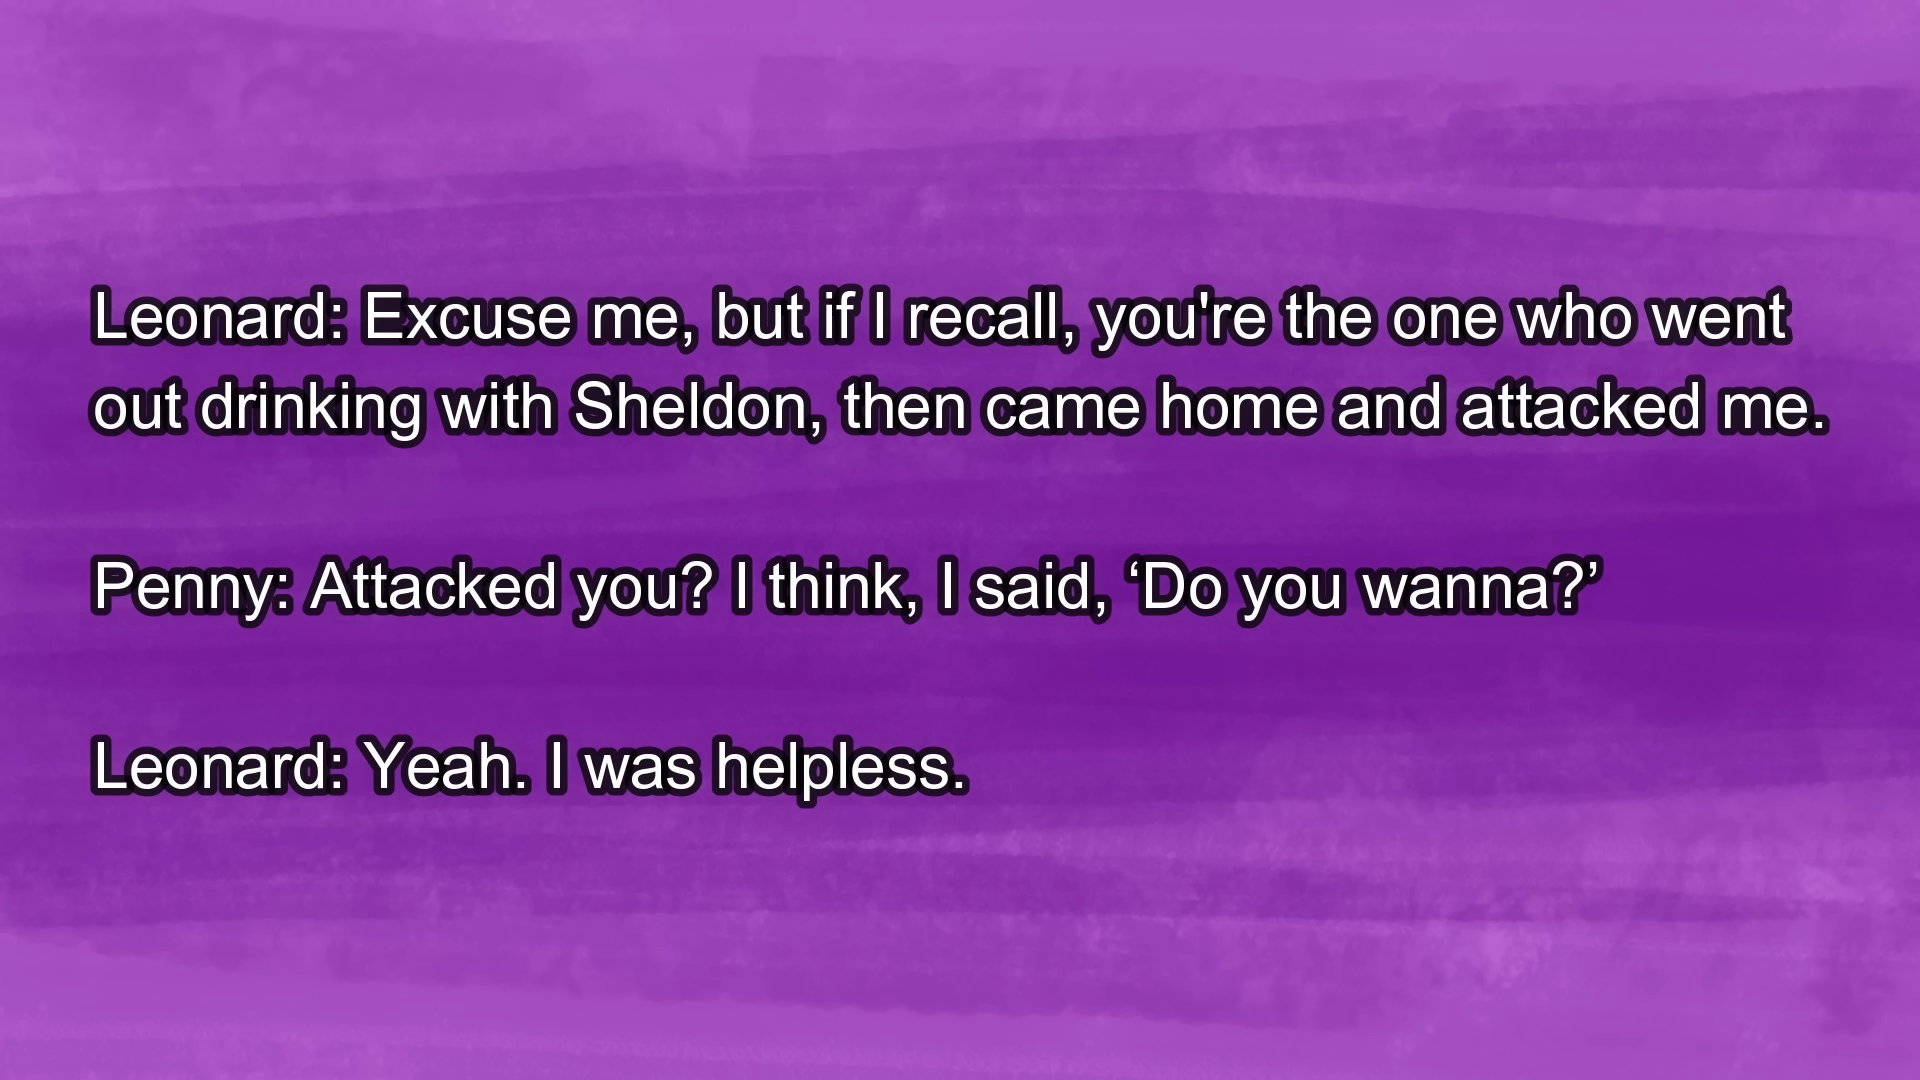 Leonard: Excuse me, but if I recall, you're the one who went
out drinking with Sheldon, then came home and attacked me.
Penny: Attacked you? I think, I said, ‘Do you wanna?’
Leonard: Yeah. I was helpless.